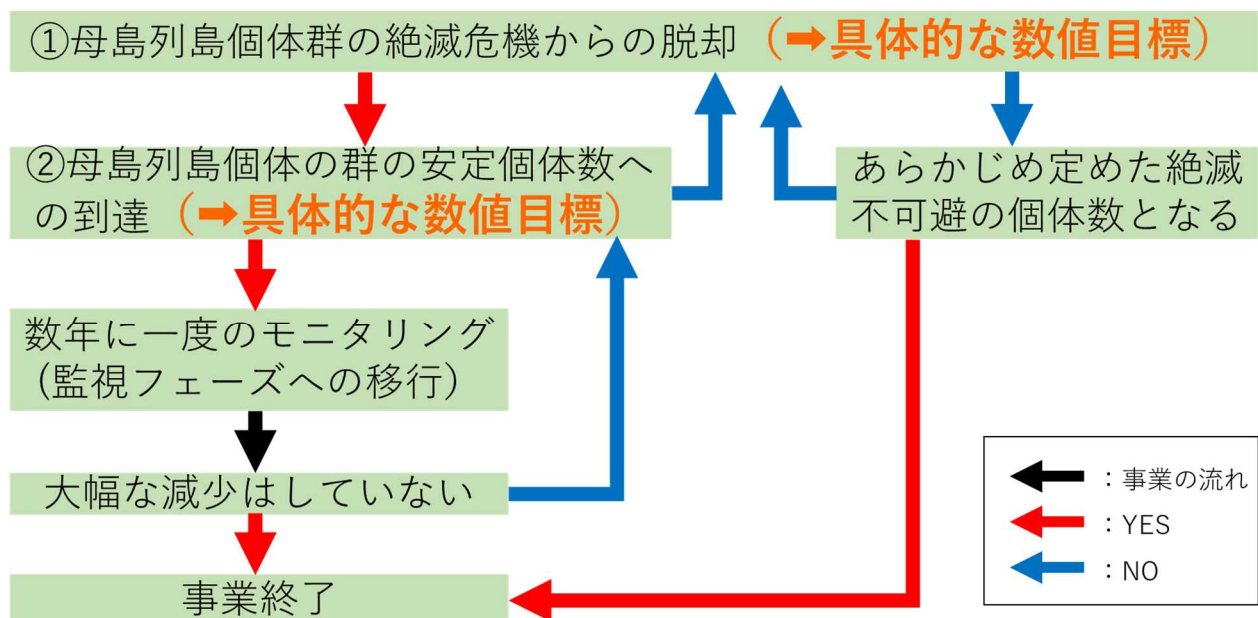 ①母島列島個体群の絶滅危機からの脱却（➡具体的な数値目標）
②母島列島個体の群の安定個体数へ
の到達（➡具体的な数値目標）
あらかじめ定めた絶滅
不可避の個体数となる
数年に一度のモニタリング
(監視フェーズへの移行)
大幅な減少はしていない
事業終了
：事業の流れ
：YES
：NO